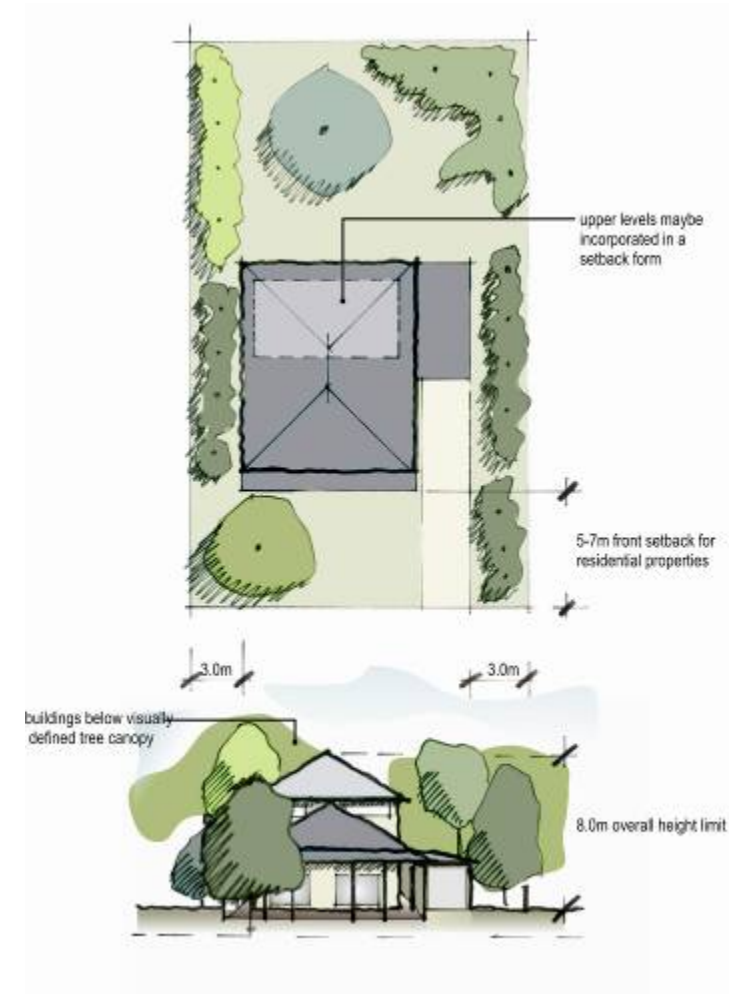 upper levels maybe
incorporated in a
setback form
5-7m front setback for
residential properties
3.0m
3.0m
buildings below visually
defined tree canopy
8.0m overall height limit